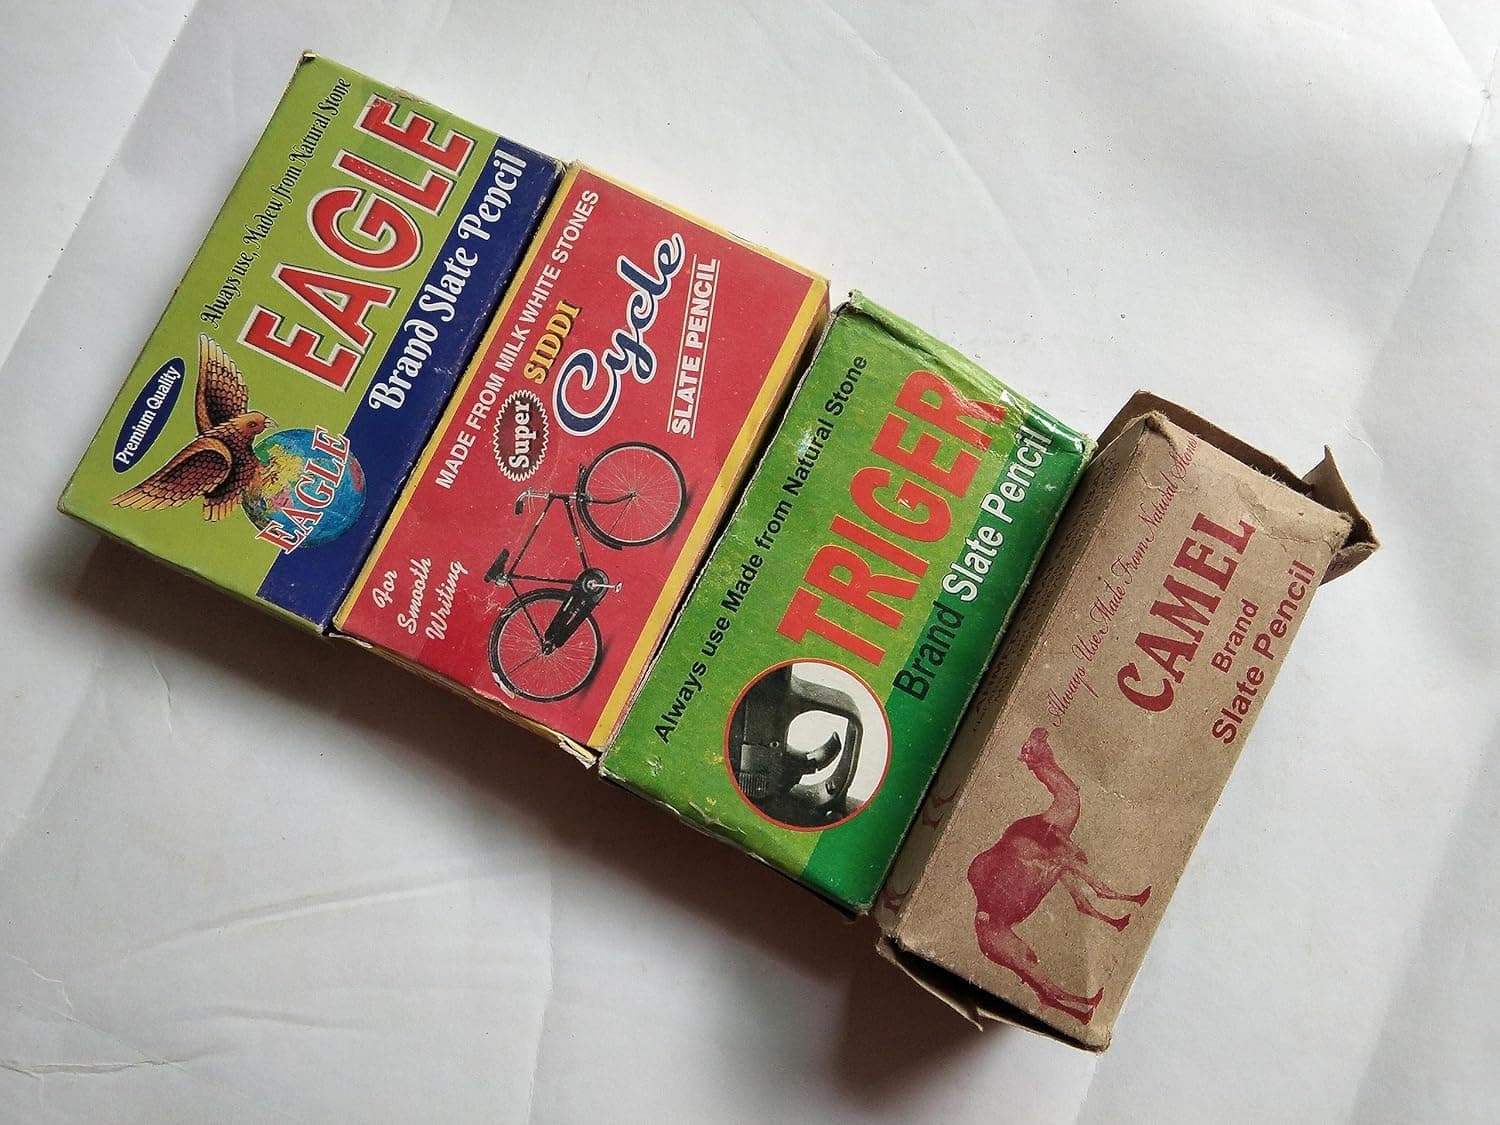 Always use, Madew from Natural Stone
EAGLE
Brand Slate Pencil
Premium Quality
EAGLE
MADE FROM MILK WHITE STONES
Super SIDDI
Cycle
SLATE PENCIL
For
Smooth
Writing
Always use Made from Natural Stone
TRIGER
Brand Slate Pencil
Always Use Made From Natural Stones
CAMEL
Brand
Slate Pencil